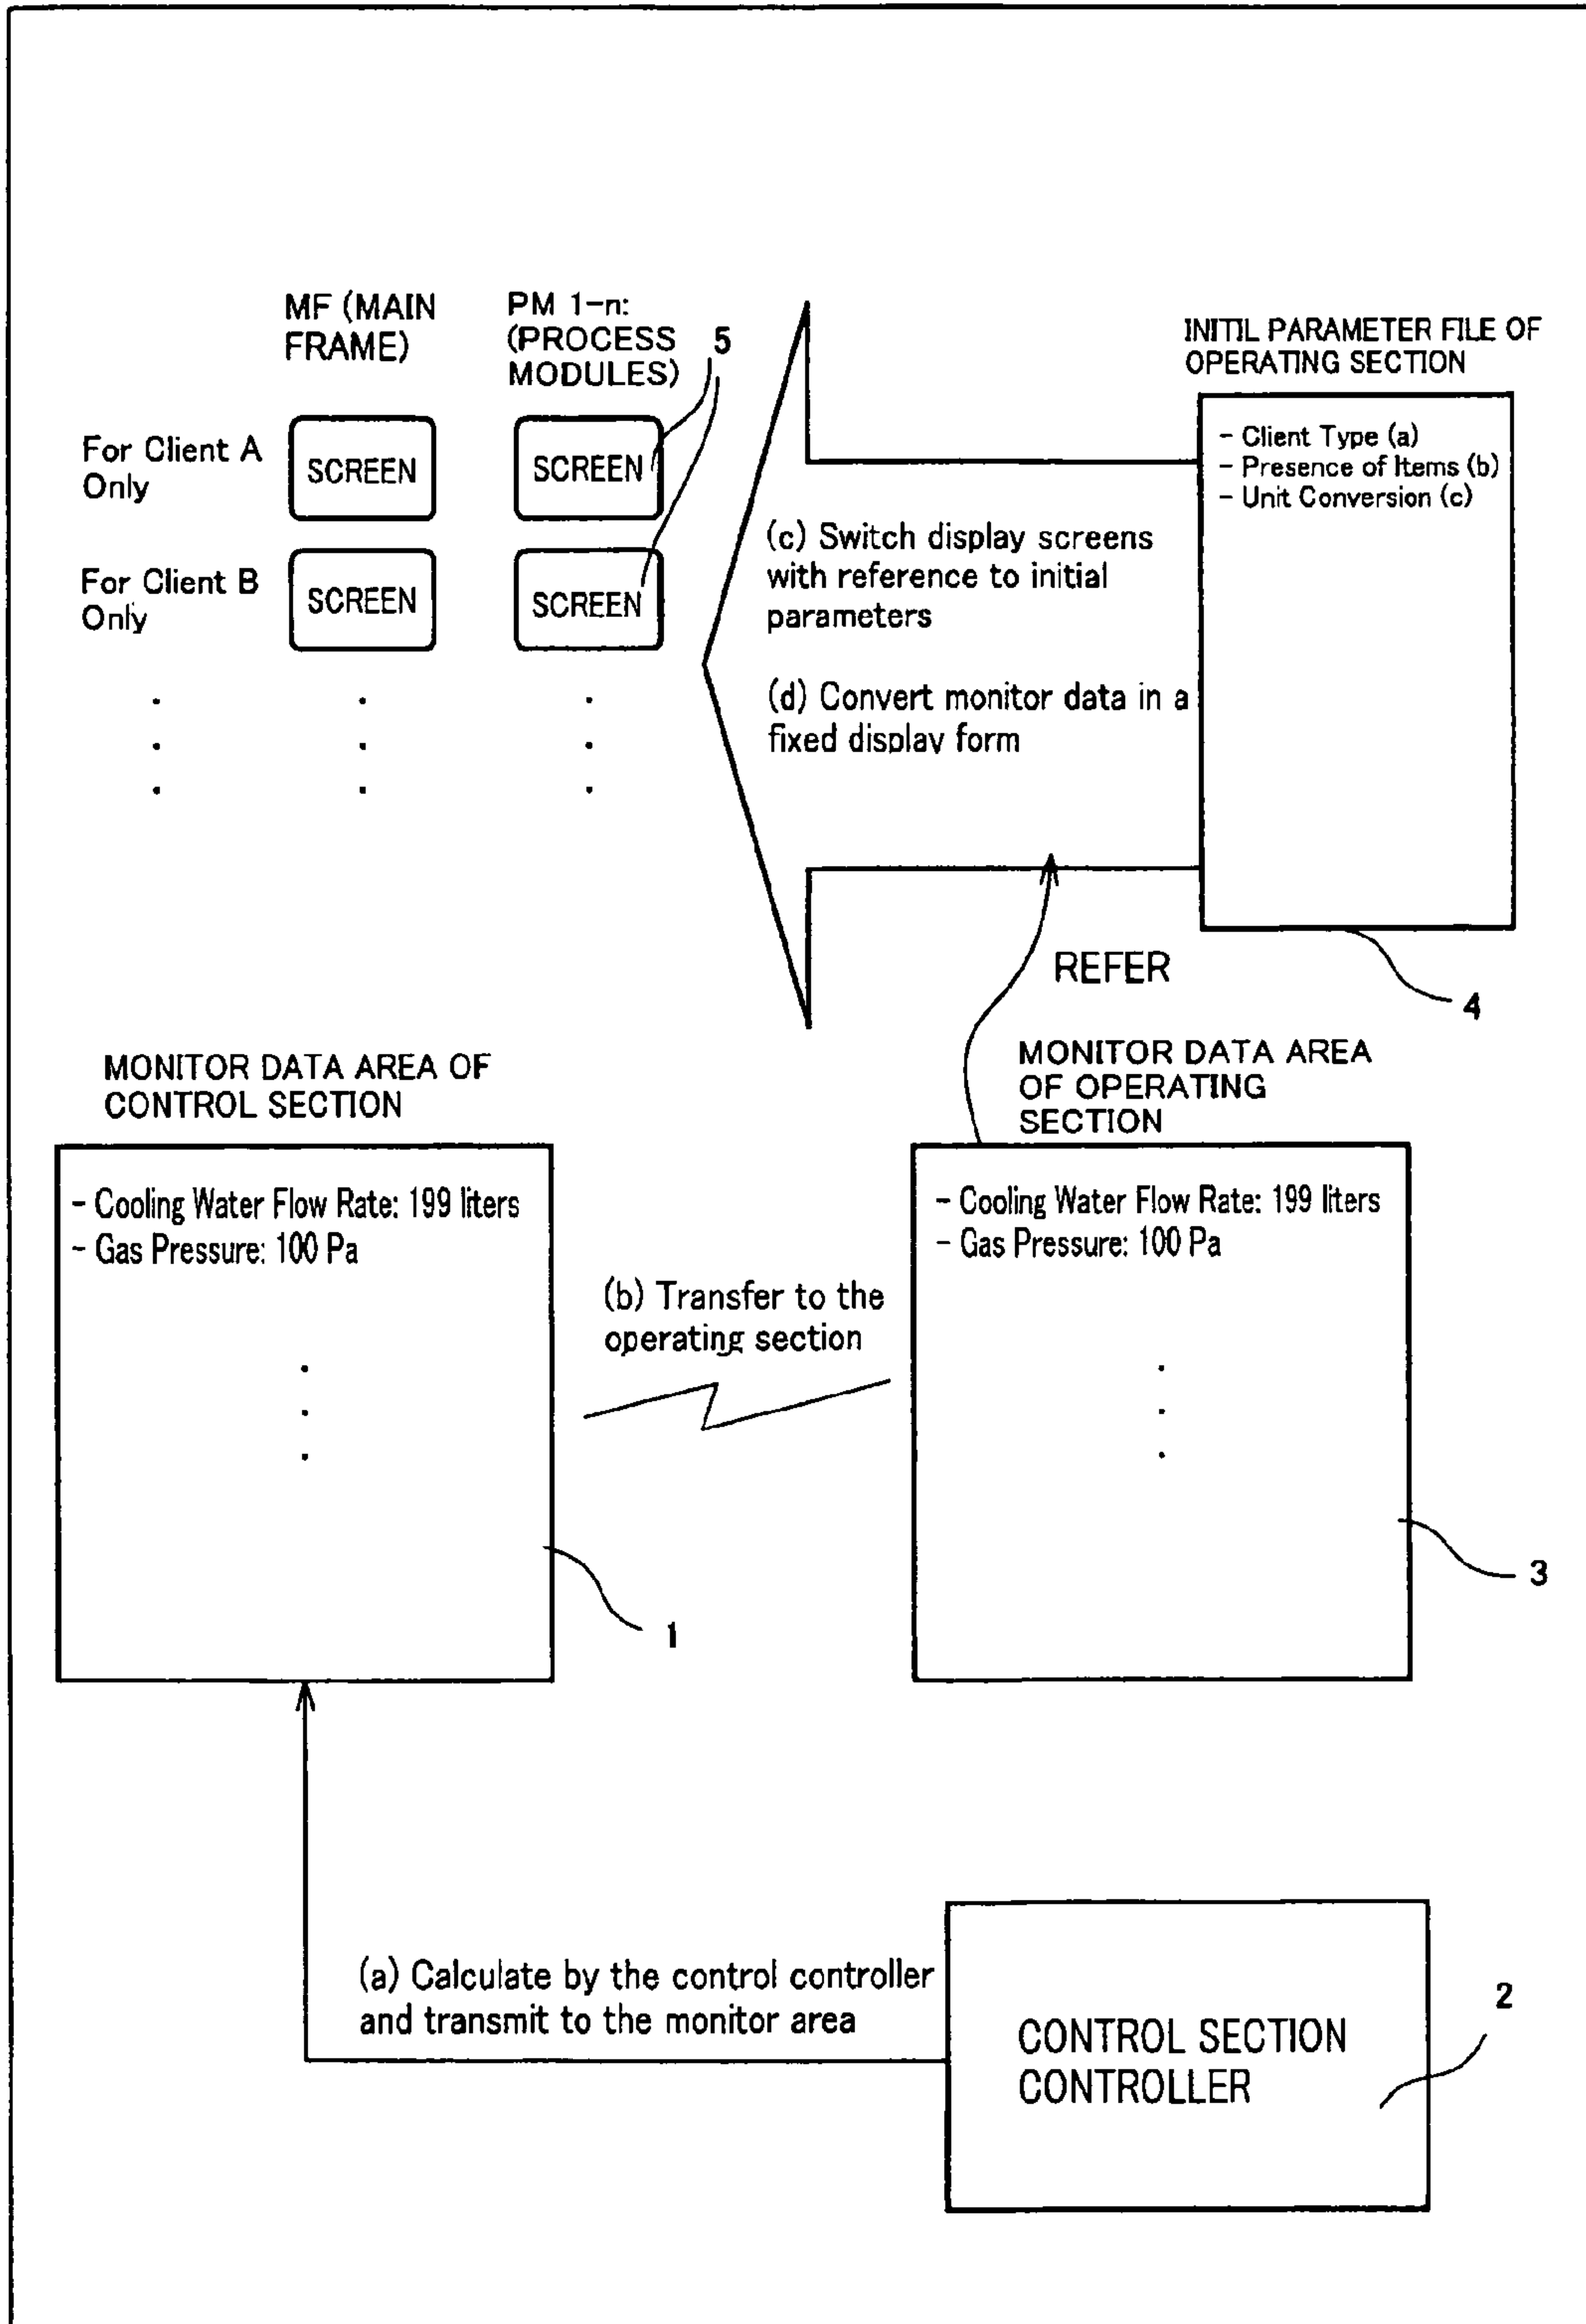 MF (MAIN
FRAME)
PM 1-n:
(PROCESS
MODULES)
5
INITIL PARAMETER FILE OF
OPERATING SECTION
For Client A
Only
SCREEN
SCREEN
- Client Type (a)
- Presence of Items (b)
- Unit Conversion (c)
For Client B
Only
SCREEN
SCREEN
(c) Switch display screens
with reference to initial
parameters
(d) Convert monitor data in a
fixed display form
REFER
4
MONITOR DATA AREA OF
CONTROL SECTION
MONITOR DATA AREA
OF OPERATING
SECTION
- Cooling Water Flow Rate: 199 liters
- Gas Pressure: 100 Pa
(b) Transfer to the
operating section
- Cooling Water Flow Rate: 199 liters
- Gas Pressure: 100 Pa
1
3
(a) Calculate by the control controller
and transmit to the monitor area
CONTROL SECTION
CONTROLLER
2